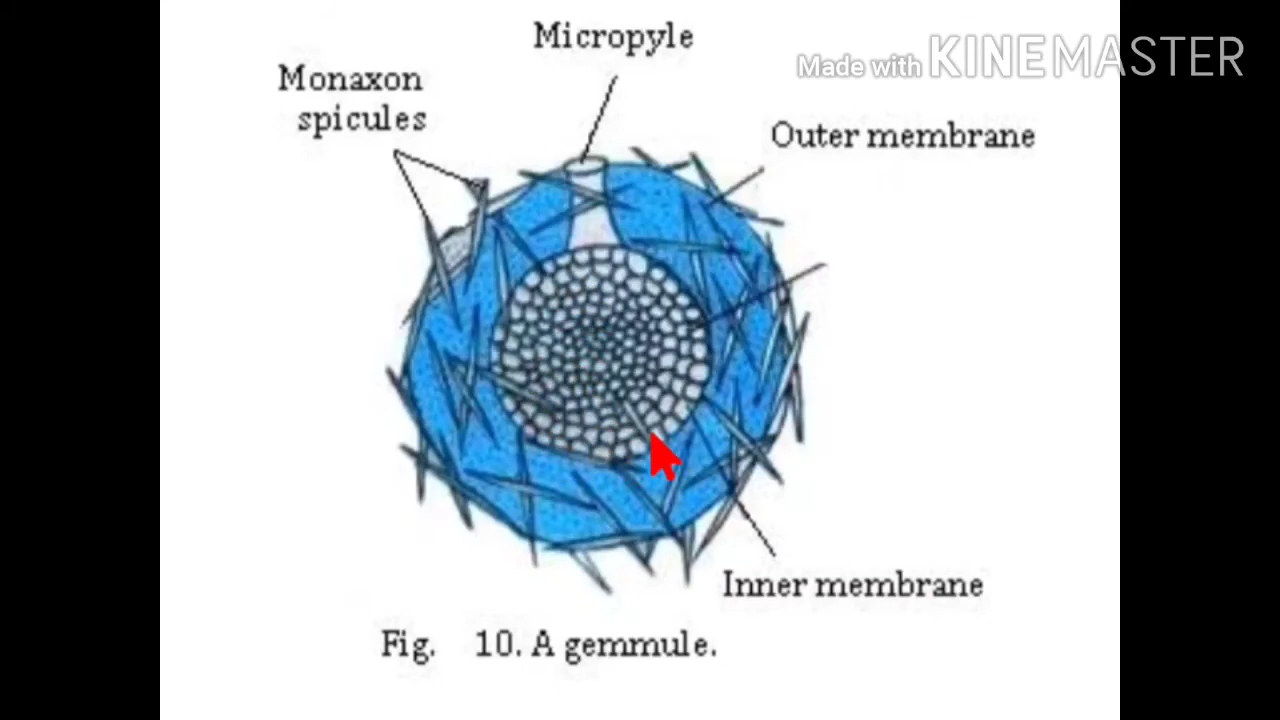 Micropyle
Made with KINEMASTER
Monaxon
spicules
Outer membrane
Inner membrane
Fig. 10. A gemmule.